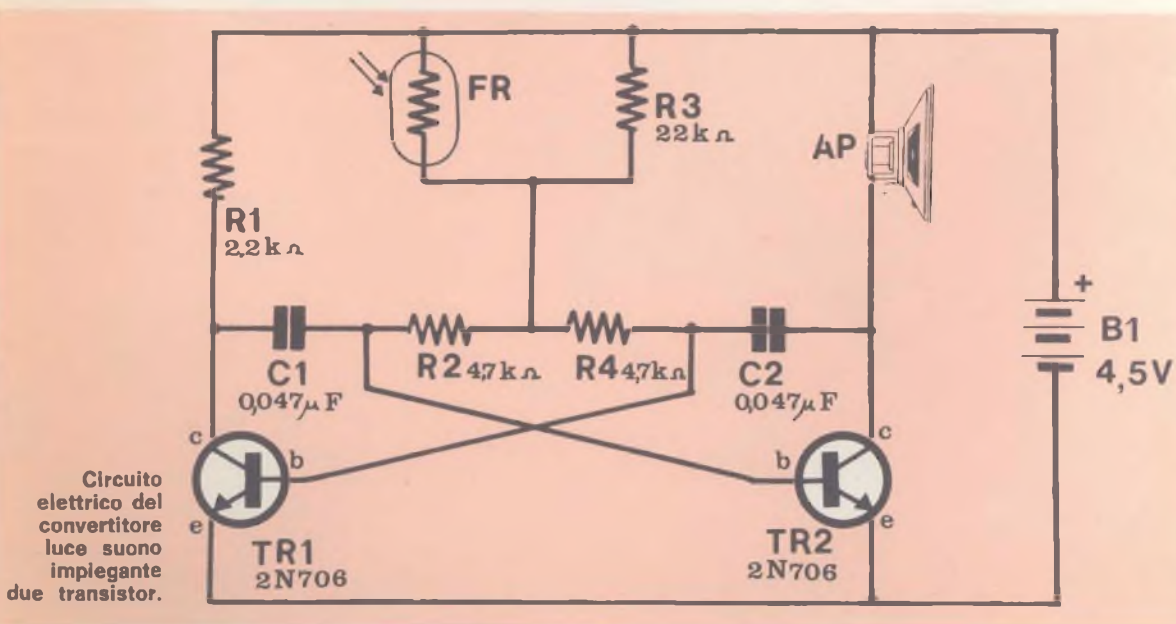 FR
R3
22kΩ
AP
R1
2,2kΩ
+
B1
4,5V
C1
0,047μF
R2 4,7kΩ
R4 4,7kΩ
C2
0,047μF
c
b
e
TR1
2N706
c
b
e
TR2
2N706
Circuito
elettrico del
convertitore
luce suono
impiegante
due transistor.